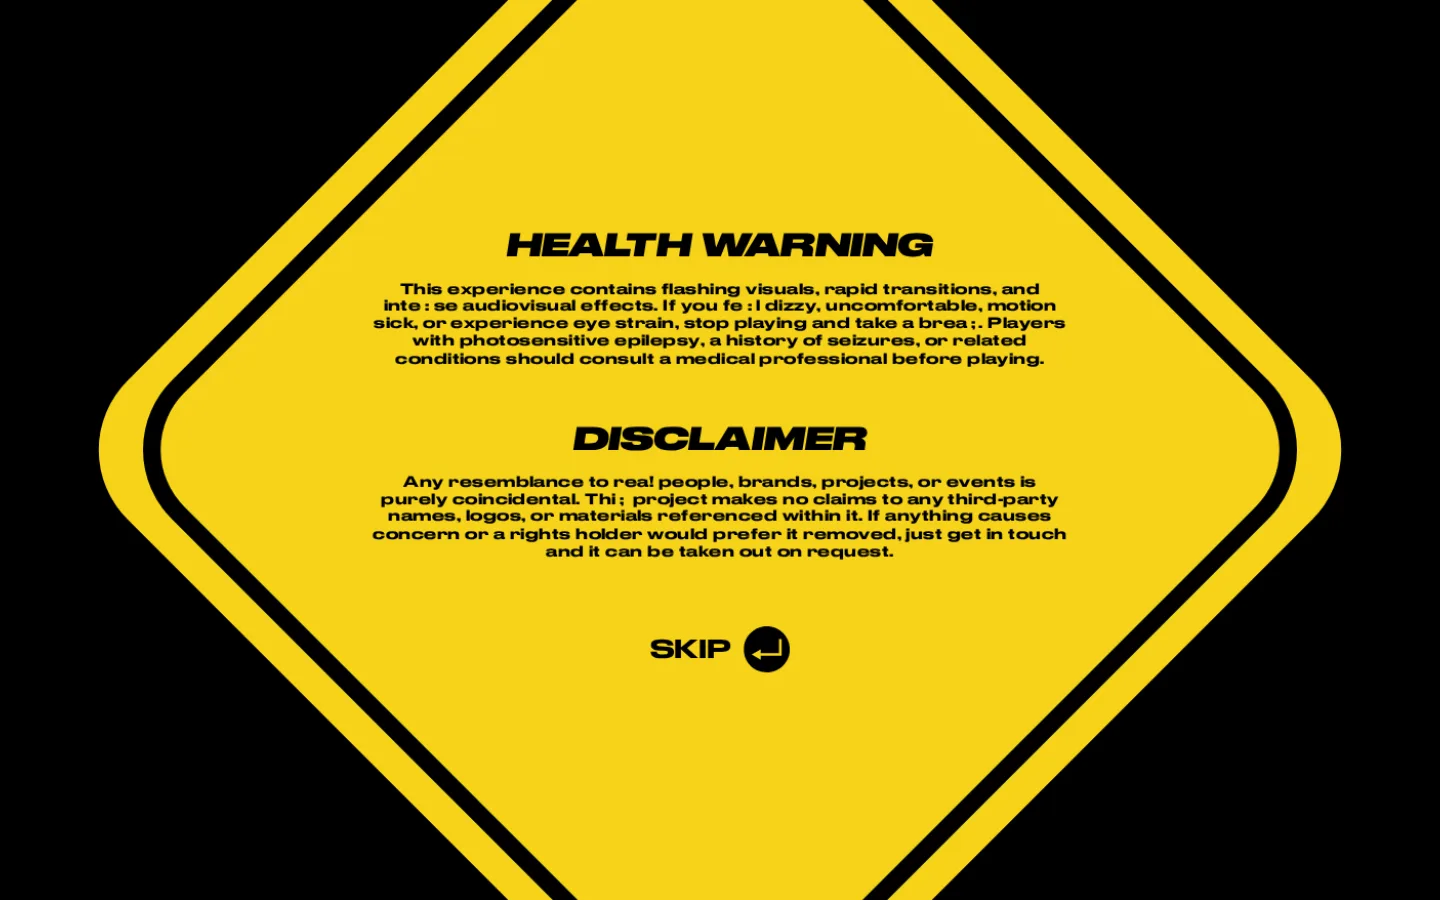 HEALTH WARNING
This experience contains flashing visuals, rapid transitions, and
inte : se audiovisual effects. If you fe : l dizzy, uncomfortable, motion
sick, or experience eye strain, stop playing and take a brea ;. Players
with photosensitive epilepsy, a history of seizures, or related
conditions should consult a medical professional before playing.
DISCLAIMER
Any resemblance to rea! people, brands, projects, or events is
purely coincidental. Thi ; project makes no claims to any third-party
names, logos, or materials referenced within it. If anything causes
concern or a rights holder would prefer it removed, just get in touch
and it can be taken out on request.
SKIP